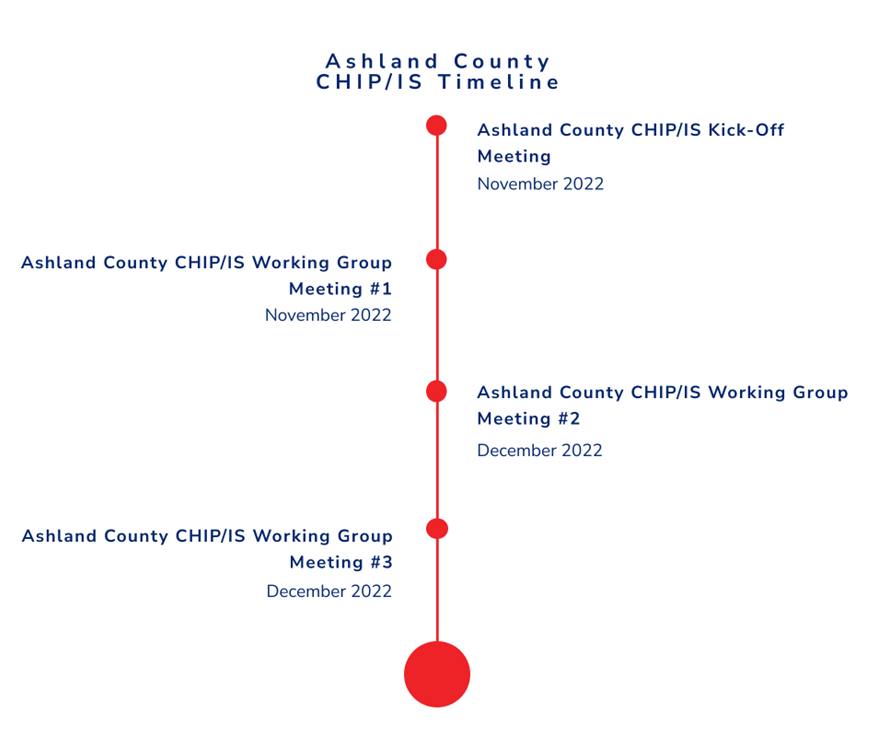 Ashland County
CHIP/IS Timeline
Ashland County CHIP/IS Kick-Off
Meeting
November 2022
Ashland County CHIP/IS Working Group
Meeting #1
November 2022
Ashland County CHIP/IS Working Group
Meeting #2
December 2022
Ashland County CHIP/IS Working Group
Meeting #3
December 2022